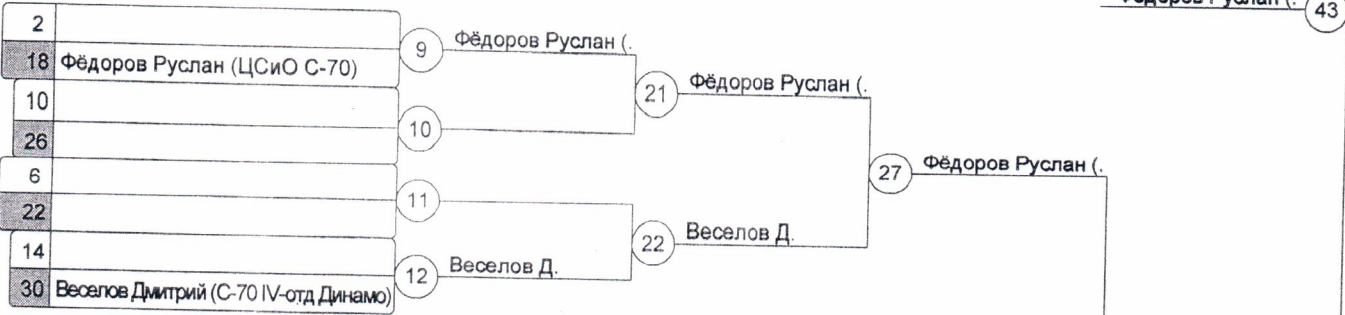 43
2
9 Фёдоров Руслан (.
18 Фёдоров Руслан (ЦСиО С-70)
21 Фёдоров Руслан (.
10
10
26
27 Фёдоров Руслан (.
6
11
22
22 Веселов Д.
14
12 Веселов Д.
30 Веселов Дмитрий (С-70 IV-отд Динамо)